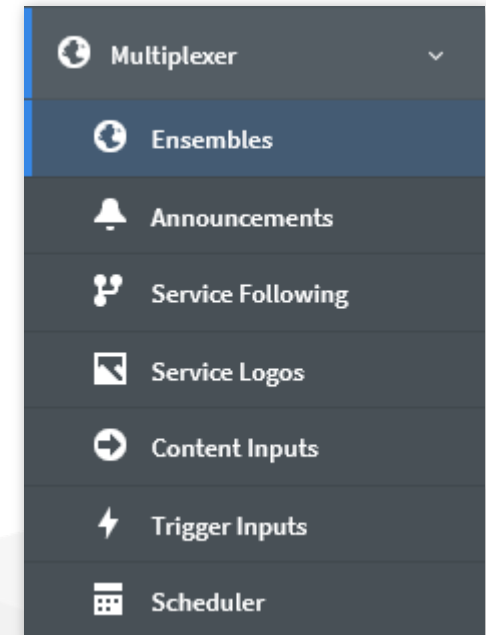 Multiplexer
Ensembles
Announcements
Service Following
Service Logos
Content Inputs
Trigger Inputs
Scheduler